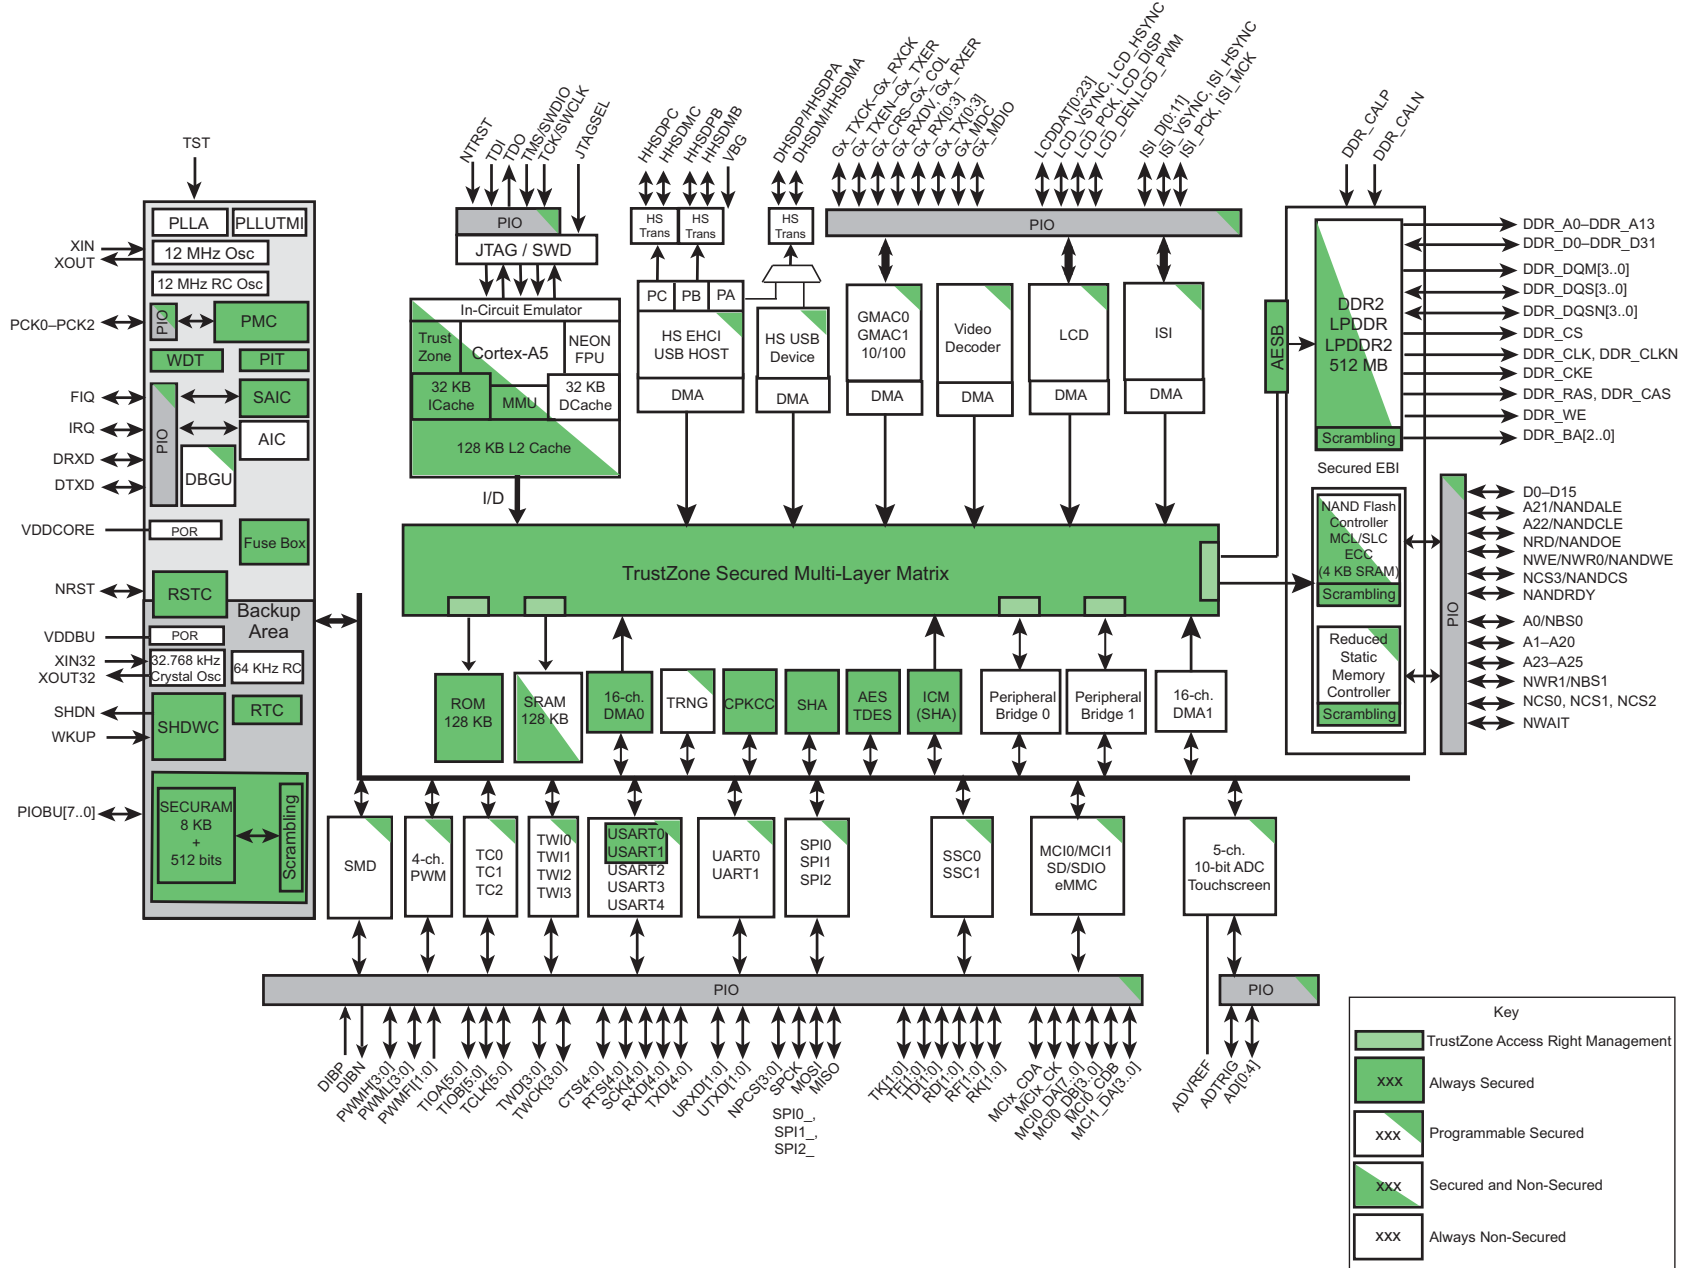 NTRST
TDI
TDO
TMS/SWDIO
TCK/SWCLK
JTAGSEL
HHSDPC
HHSDMC
HHSDPB
HHSDMB
VBG
DHSDP/HHSDPA
DHSDM/HHSDMA
Gx_TXCK–Gx_RXCK
Gx_TXEN–Gx_TXER
Gx_CRS–Gx_COL
Gx_RXDV, Gx_RXER
Gx_RX[0:3]
Gx_TX[0:3]
Gx_MDC
Gx_MDIO
LCDDAT[0:23]
LCD_VSYNC, LCD_HSYNC
LCD_PCK, LCD_DISP
LCD_DEN,LCD_PWM
ISI_D[0:11]
ISI_VSYNC, ISI_HSYNC
ISI_PCK, ISI_MCK
DDR_CALP
DDR_CALN
TST
PLLA
PLLUTMI
12 MHz Osc
12 MHz RC Osc
PIO
PMC
WDT
PIT
PIO
SAIC
AIC
DBGU
POR
Fuse Box
RSTC
Backup
Area
POR
32.768 kHz
Crystal Osc
64 KHz RC
SHDWC
RTC
SECURAM
8 KB
+
512 bits
Scrambling
XIN
XOUT
PCK0–PCK2
FIQ
IRQ
DRXD
DTXD
VDDCORE
NRST
VDDBU
XIN32
XOUT32
SHDN
WKUP
PIOBU[7..0]
PIO
JTAG / SWD
In-Circuit Emulator
Trust
Zone
Cortex-A5
NEON
FPU
32 KB
ICache
MMU
32 KB
DCache
128 KB L2 Cache
I/D
HS
Trans
HS
Trans
HS
Trans
PC
PB
PA
HS EHCI
USB HOST
DMA
HS USB
Device
DMA
PIO
GMAC0
GMAC1
10/100
DMA
Video
Decoder
DMA
LCD
DMA
ISI
DMA
AESB
DDR2
LPDDR
LPDDR2
512 MB
Scrambling
Secured EBI
NAND Flash
Controller
MCL/SLC
ECC
(4 KB SRAM)
Scrambling
Reduced
Static
Memory
Controller
Scrambling
PIO
DDR_A0–DDR_A13
DDR_D0–DDR_D31
DDR_DQM[3..0]
DDR_DQS[3..0]
DDR_DQSN[3..0]
DDR_CS
DDR_CLK, DDR_CLKN
DDR_CKE
DDR_RAS, DDR_CAS
DDR_WE
DDR_BA[2..0]
D0–D15
A21/NANDALE
A22/NANDCLE
NRD/NANDOE
NWE/NWR0/NANDWE
NCS3/NANDCS
NANDRDY
A0/NBS0
A1–A20
A23–A25
NWR1/NBS1
NCS0, NCS1, NCS2
NWAIT
TrustZone Secured Multi-Layer Matrix
ROM
128 KB
SRAM
128 KB
16-ch.
DMA0
TRNG
CPKCC
SHA
AES
TDES
ICM
(SHA)
Peripheral
Bridge 0
Peripheral
Bridge 1
16-ch.
DMA1
SMD
4-ch.
PWM
TC0
TC1
TC2
TWI0
TWI1
TWI2
TWI3
USART0
USART1
USART2
USART3
USART4
UART0
UART1
SPI0
SPI1
SPI2
SSC0
SSC1
MCI0/MCI1
SD/SDIO
eMMC
5-ch.
10-bit ADC
Touchscreen
PIO
PIO
DIBP
DIBN
PWMH[3:0]
PWML[3:0]
PWMFI[1:0]
TIOA[5:0]
TIOB[5:0]
TCLK[5:0]
TWD[3:0]
TWCK[3:0]
CTS[4:0]
RTS[4:0]
SCK[4:0]
RXD[4:0]
TXD[4:0]
URXD[1:0]
UTXD[1:0]
NPCS[3:0]
SPCK
MOSI
MISO
SPI0_,
SPI1_,
SPI2_
TK[1:0]
TF[1:0]
TD[1:0]
RD[1:0]
RF[1:0]
RK[1:0]
MCIx_CDA
MCIx_CK
MCI0_DA[7..0]
MCI0_DB[3..0]
MCI0_CDB
MCI1_DA[3..0]
ADVREF
ADTRIG
AD[0:4]
Key
TrustZone Access Right Management
xxx
Always Secured
xxx
Programmable Secured
xxx
Secured and Non-Secured
xxx
Always Non-Secured